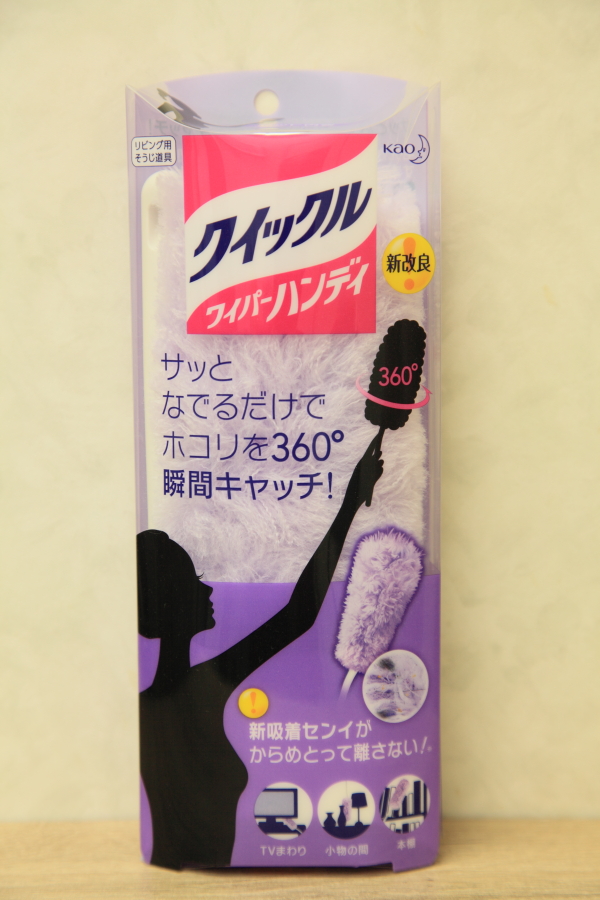 リビング用
そうじ道具
Kao
クイックル
ワイパーハンディ
新改良
サッと
なでるだけで
ホコリを360°
瞬間キャッチ!
360°
!
新吸着センイが
からめとって離さない!
TVまわり
小物の間
本棚